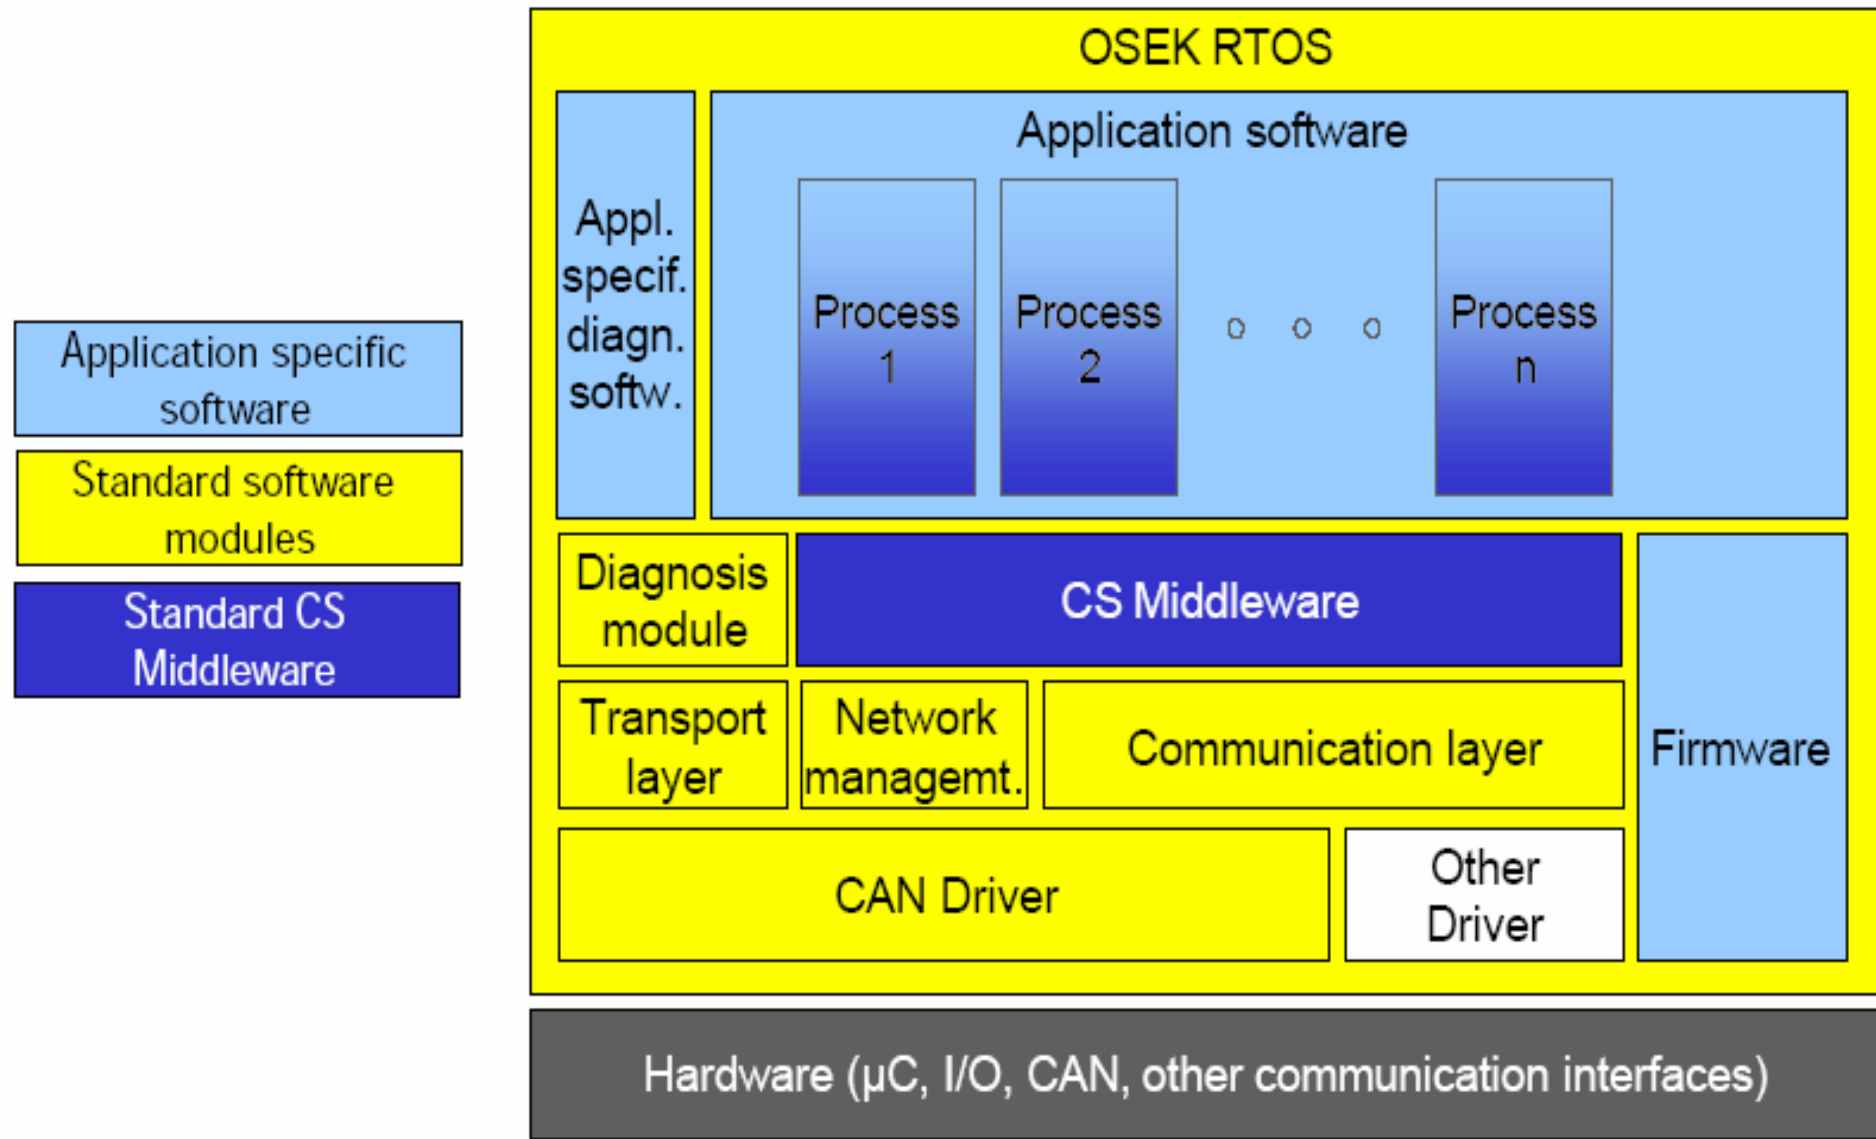 OSEK RTOS
Application software
Appl.
specif.
diagn.
softw.
Process
1
Process
2
Process
n
Application specific
software
Standard software
modules
Standard CS
Middleware
Diagnosis
module
CS Middleware
Transport
layer
Network
managemt.
Communication layer
Firmware
CAN Driver
Other
Driver
Hardware (µC, I/O, CAN, other communication interfaces)